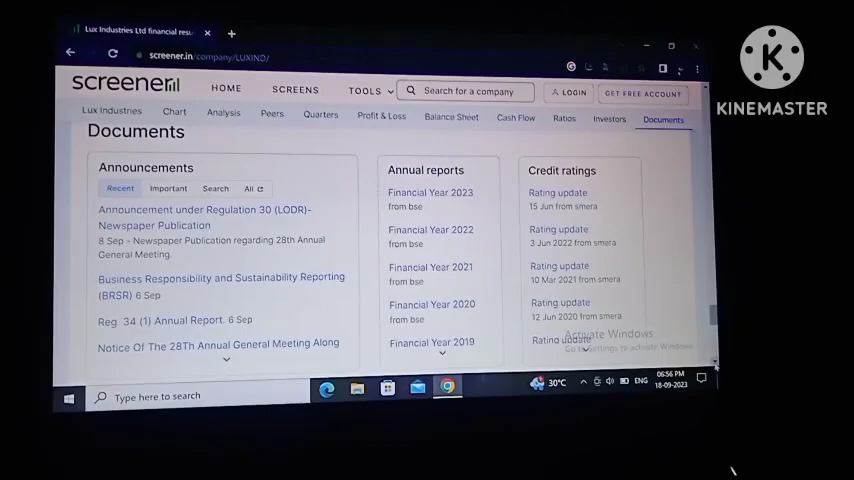 Lux Industries Ltd financial resu
screener.in/company/LUXIND/
screener
HOME
SCREENS
TOOLS
Search for a company
LOGIN
GET FREE ACCOUNT
Lux Industries
Chart
Analysis
Peers
Quarters
Profit & Loss
Balance Sheet
Cash Flow
Ratios
Investors
Documents
Documents
Announcements
Recent
Important
Search
All
Announcement under Regulation 30 (LODR)-
Newspaper Publication
8 Sep - Newspaper Publication regarding 28th Annual
General Meeting.
Business Responsibility and Sustainability Reporting
(BRSR) 6 Sep
Reg. 34 (1) Annual Report. 6 Sep
Notice Of The 28Th Annual General Meeting Along
Annual reports
Financial Year 2023
from bse
Financial Year 2022
from bse
Financial Year 2021
from bse
Financial Year 2020
from bse
Financial Year 2019
Credit ratings
Rating update
15 Jun from smera
Rating update
3 Jun 2022 from smera
Rating update
10 Mar 2021 from smera
Rating update
12 Jun 2020 from smera
Rating update
Activate Windows
Go to Settings to activate Windows.
Type here to search
30°C
ENG
06:56 PM
18-09-2023
K
KINEMASTER